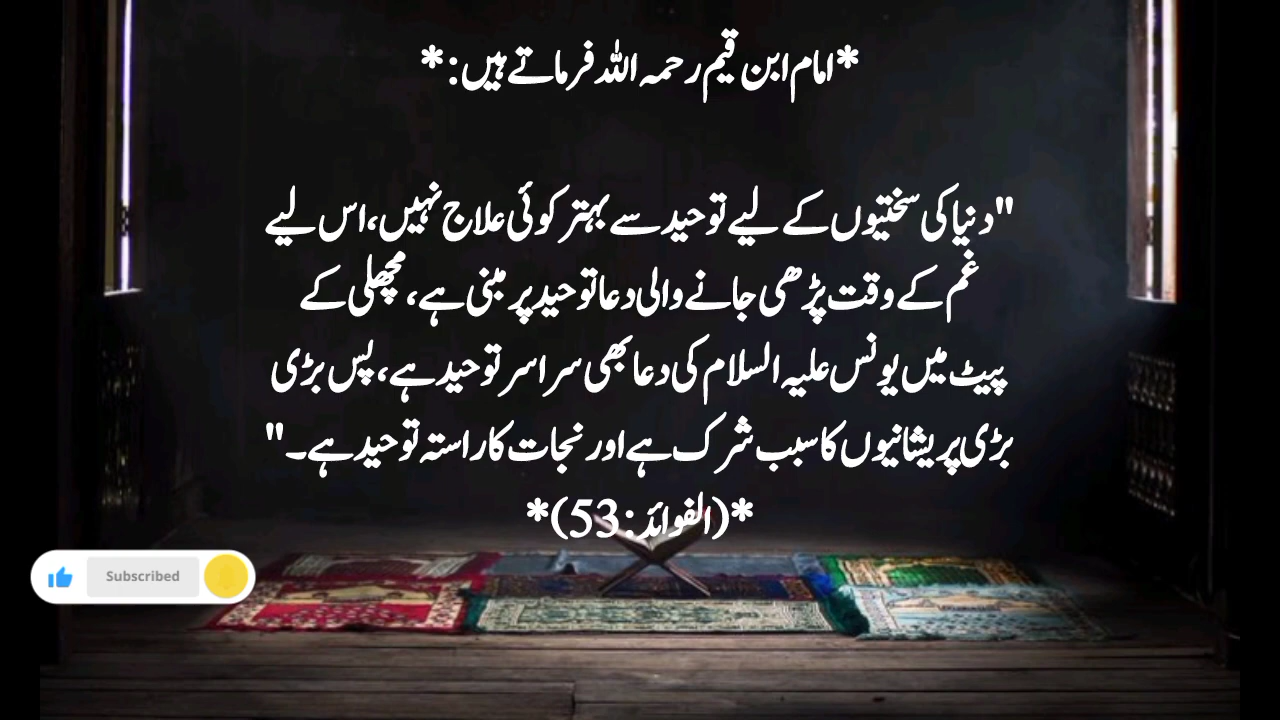 *امام ابن قیم رحمہ اللہ فرماتے ہیں:*
"دنیا کی سختیوں کے لیے توحید سے بہتر کوئی علاج نہیں، اس لیے
غم کے وقت پڑھی جانے والی دعا توحید پر مبنی ہے، مچھلی کے
پیٹ میں یونس علیہ السلام کی دعا بھی سراسر توحید ہے، پس بڑی
بڑی پریشانیوں کا سبب شرک ہے اور نجات کا راستہ توحید ہے۔"
*(الفوائد:53)*
Subscribed